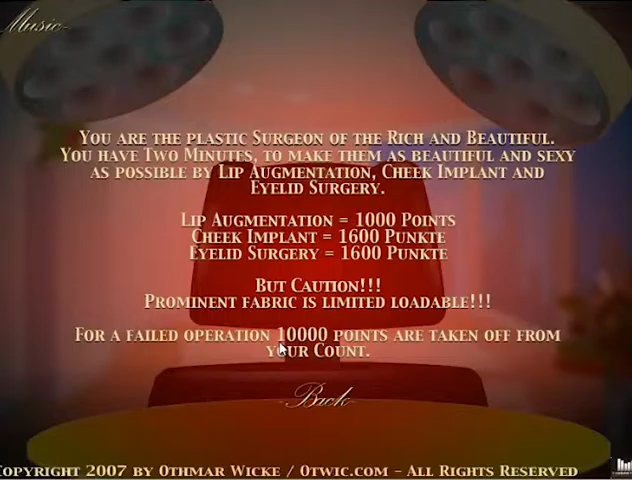 Music
You are the plastic Surgeon of the Rich and Beautiful.
You have Two Minutes, to make them as beautiful and sexy
as possible by Lip Augmentation, Cheek Implant and
Eyelid Surgery.
Lip Augmentation = 1000 Points
Cheek Implant = 1600 Punkte
Eyelid Surgery = 1600 Punkte
But Caution!!!
Prominent fabric is limited loadable!!!
For a failed operation 10000 points are taken off from
your Count.
Back
Copyright 2007 by Othmar Wicke / Otwic.com - All Rights Reserved